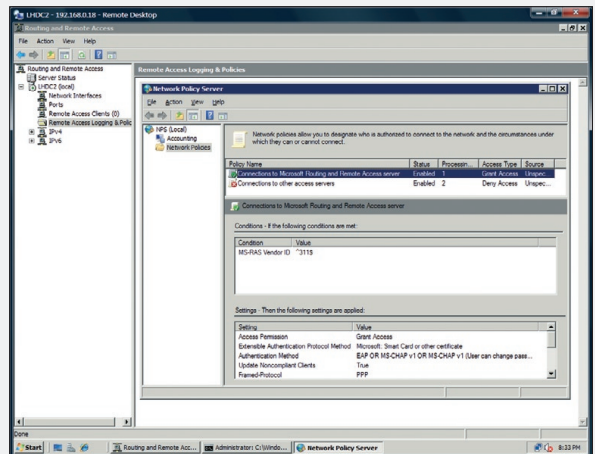 LHDC2 - 192.168.0.18 - Remote Desktop
Routing and Remote Access
File Action View Help
Routing and Remote Access
Server Status
LHDC2 (local)
Network Interfaces
Ports
Remote Access Clients (0)
Remote Access Logging & Polic
IPv4
IPv6
Remote Access Logging & Policies
Network Policy Server
File Action View Help
NPS (Local)
Accounting
Network Policies
Network policies allow you to designate who is authorized to connect to the network and the circumstances under which they can or cannot connect.
Policy Name Status Processin... Access Type Source
Connections to Microsoft Routing and Remote Access server Enabled 1 Grant Access Unspec...
Connections to other access servers Enabled 2 Deny Access Unspec...
Connections to Microsoft Routing and Remote Access server
Conditions - If the following conditions are met:
Condition Value
MS-RAS Vendor ID ^311$
Settings - Then the following settings are applied:
Setting Value
Access Permission Grant Access
Extensible Authentication Protocol Method Microsoft: Smart Card or other certificate
Authentication Method EAP OR MS-CHAP v1 OR MS-CHAP v1 (User can change pass...
Update Noncompliant Clients True
Framed-Protocol PPP
Done
Start Routing and Remote Acc... Administrator: C:\Windo... Network Policy Server 8:33 PM